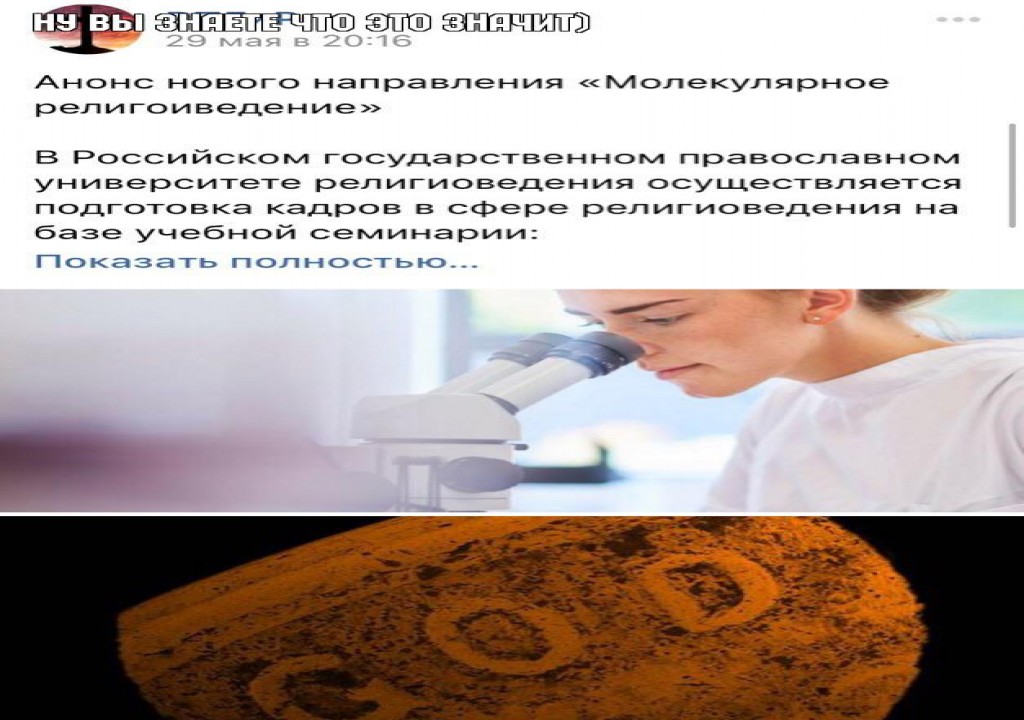 НУ ВЫ ЗНАЕТЕ ЧТО ЭТО ЗНАЧИТ)
29 мая в 20:16
Анонс нового направления «Молекулярное
религоиведение»
В Российском государственном православном
университете религиоведения осуществляется
подготовка кадров в сфере религиоведения на
базе учебной семинарии:
Показать полностью...
GOD